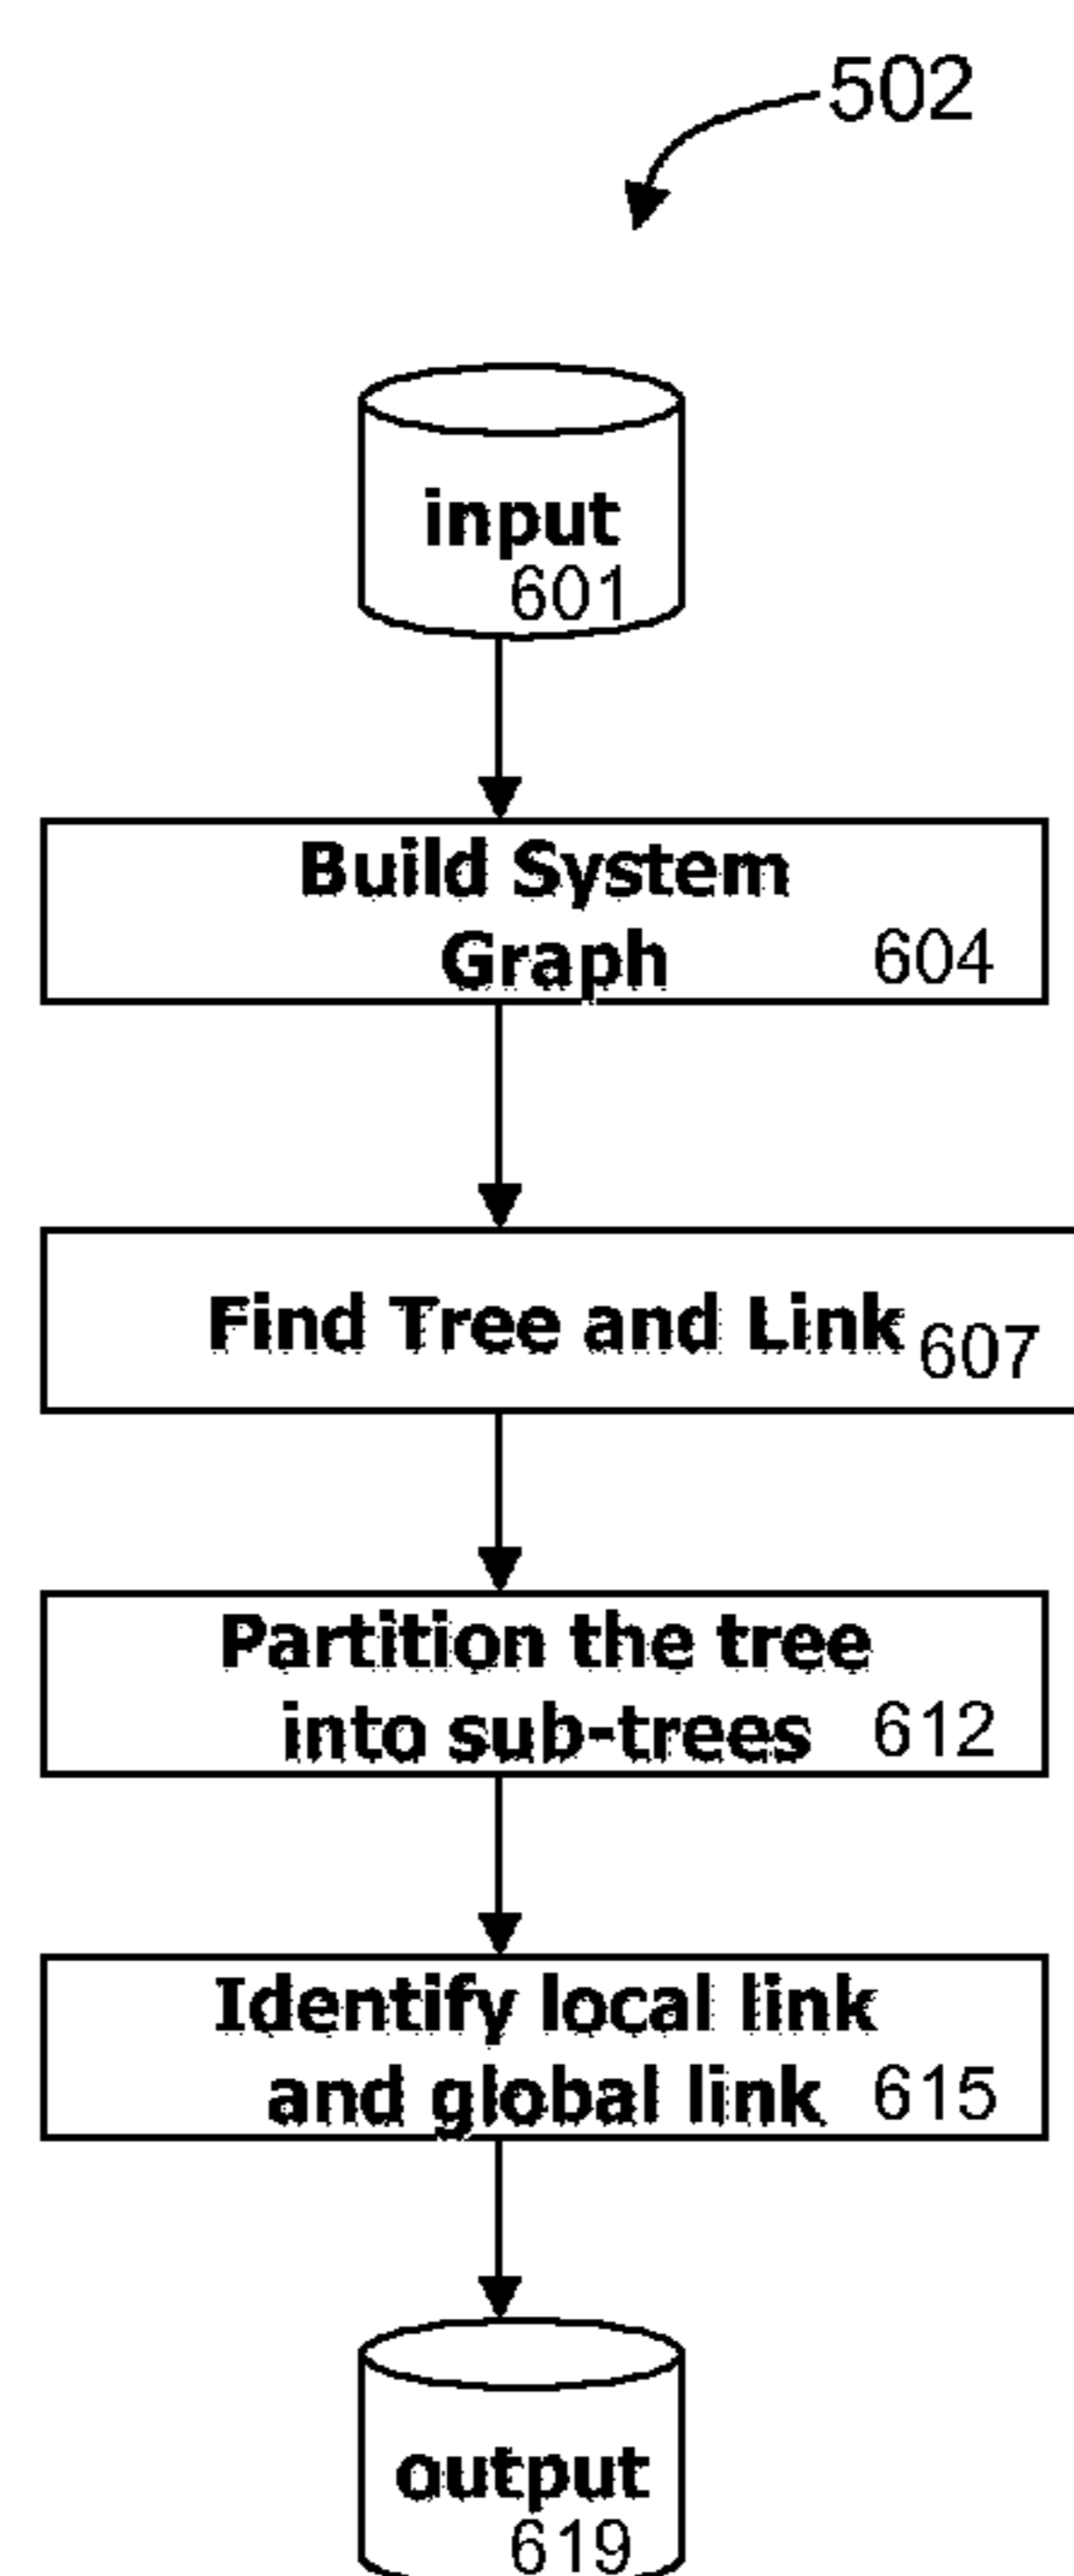 502
input
601
Build System
Graph 604
Find Tree and Link 607
Partition the tree
into sub-trees 612
Identify local link
and global link 615
output
619